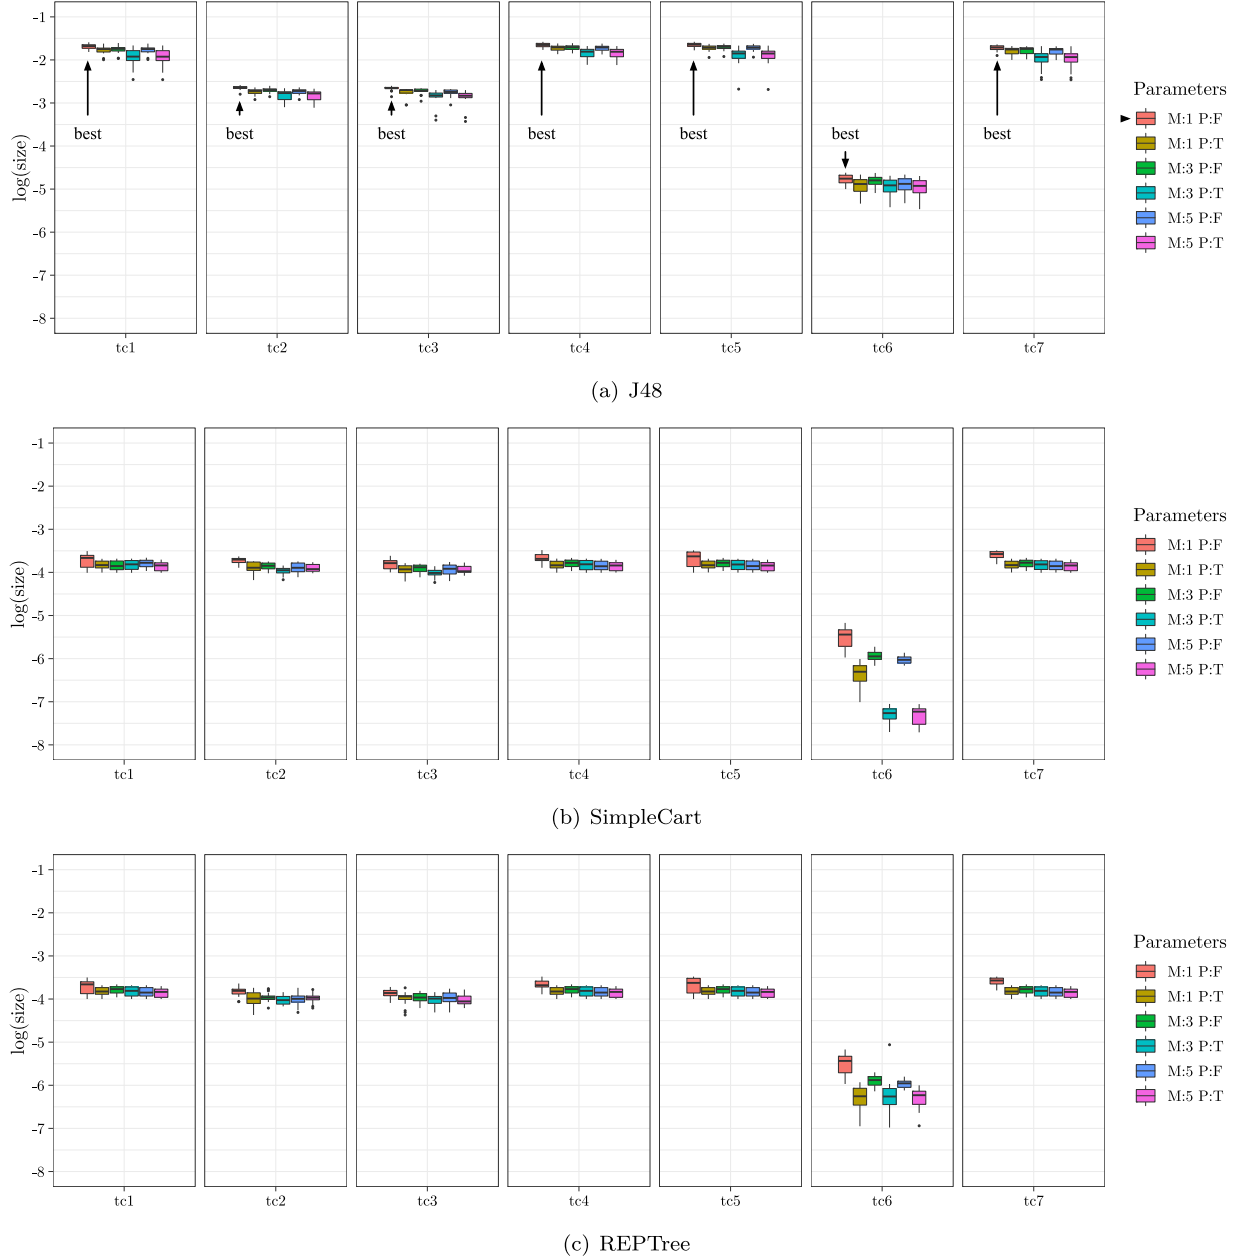 -1
-2
-3
-4
-5
-6
-7
-8
log(size)
best best best best best best best
tc1 tc2 tc3 tc4 tc5 tc6 tc7
Parameters
M:1 P:F
M:1 P:T
M:3 P:F
M:3 P:T
M:5 P:F
M:5 P:T
(a) J48
-1
-2
-3
-4
-5
-6
-7
-8
log(size)
tc1 tc2 tc3 tc4 tc5 tc6 tc7
Parameters
M:1 P:F
M:1 P:T
M:3 P:F
M:3 P:T
M:5 P:F
M:5 P:T
(b) SimpleCart
-1
-2
-3
-4
-5
-6
-7
-8
log(size)
tc1 tc2 tc3 tc4 tc5 tc6 tc7
Parameters
M:1 P:F
M:1 P:T
M:3 P:F
M:3 P:T
M:5 P:F
M:5 P:T
(c) REPTree